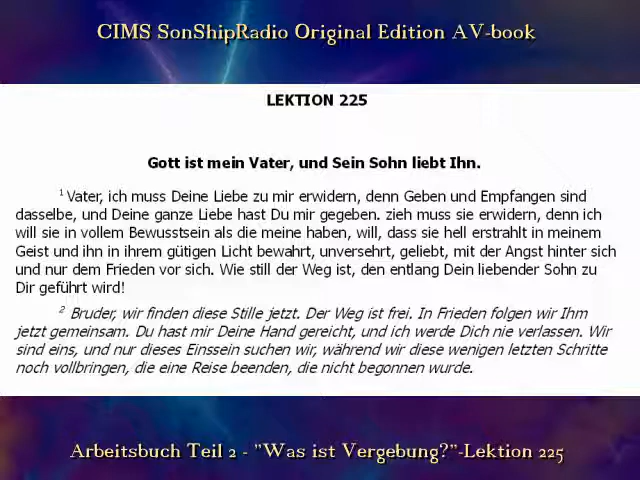 CIMS SonShipRadio Original Edition AV-book
LEKTION 225
Gott ist mein Vater, und Sein Sohn liebt Ihn.
1 Vater, ich muss Deine Liebe zu mir erwidern, denn Geben und Empfangen sind
dasselbe, und Deine ganze Liebe hast Du mir gegeben. zieh muss sie erwidern, denn ich
will sie in vollem Bewusstsein als die meine haben, will, dass sie hell erstrahlt in meinem
Geist und ihn in ihrem gütigen Licht bewahrt, unversehrt, geliebt, mit der Angst hinter sich
und nur dem Frieden vor sich. Wie still der Weg ist, den entlang Dein liebender Sohn zu
Dir geführt wird!
2 Bruder, wir finden diese Stille jetzt. Der Weg ist frei. In Frieden folgen wir Ihm
jetzt gemeinsam. Du hast mir Deine Hand gereicht, und ich werde Dich nie verlassen. Wir
sind eins, und nur dieses Einssein suchen wir, während wir diese wenigen letzten Schritte
noch vollbringen, die eine Reise beenden, die nicht begonnen wurde.
Arbeitsbuch Teil 2 - "Was ist Vergebung?"-Lektion 225